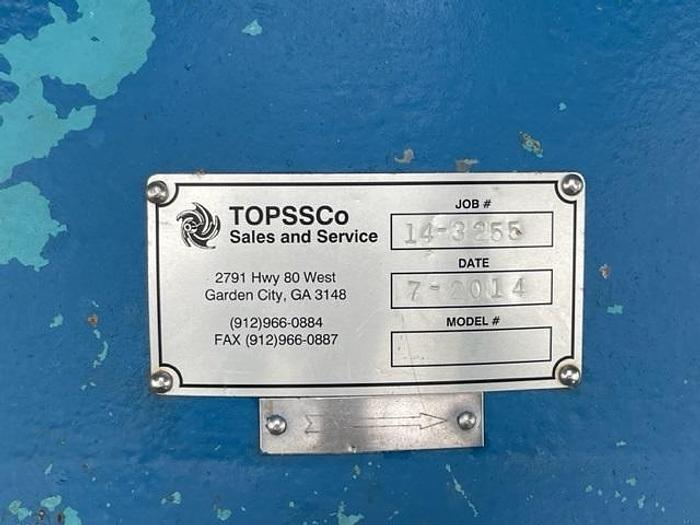 TOPSSCo
Sales and Service
2791 Hwy 80 West
Garden City, GA 3148
(912)966-0884
FAX (912)966-0887
JOB #
14-3255
DATE
7-2014
MODEL #